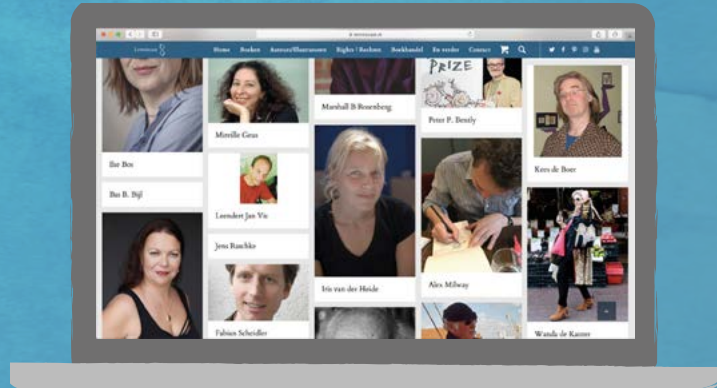 Lemniscaat
Home Boeken Auteurs/Illustratoren Rights / Rechten Boekhandel En verder Contact
PRIZE
Ilse Bos
Bas B. Bijl
Mireille Geus
Leendert Jan Vis
Jens Raschke
Fabian Scheidler
Marshall B Rosenberg
Iris van der Heide
Peter P. Bently
Alex Milway
Kees de Boer
Wanda de Kanter